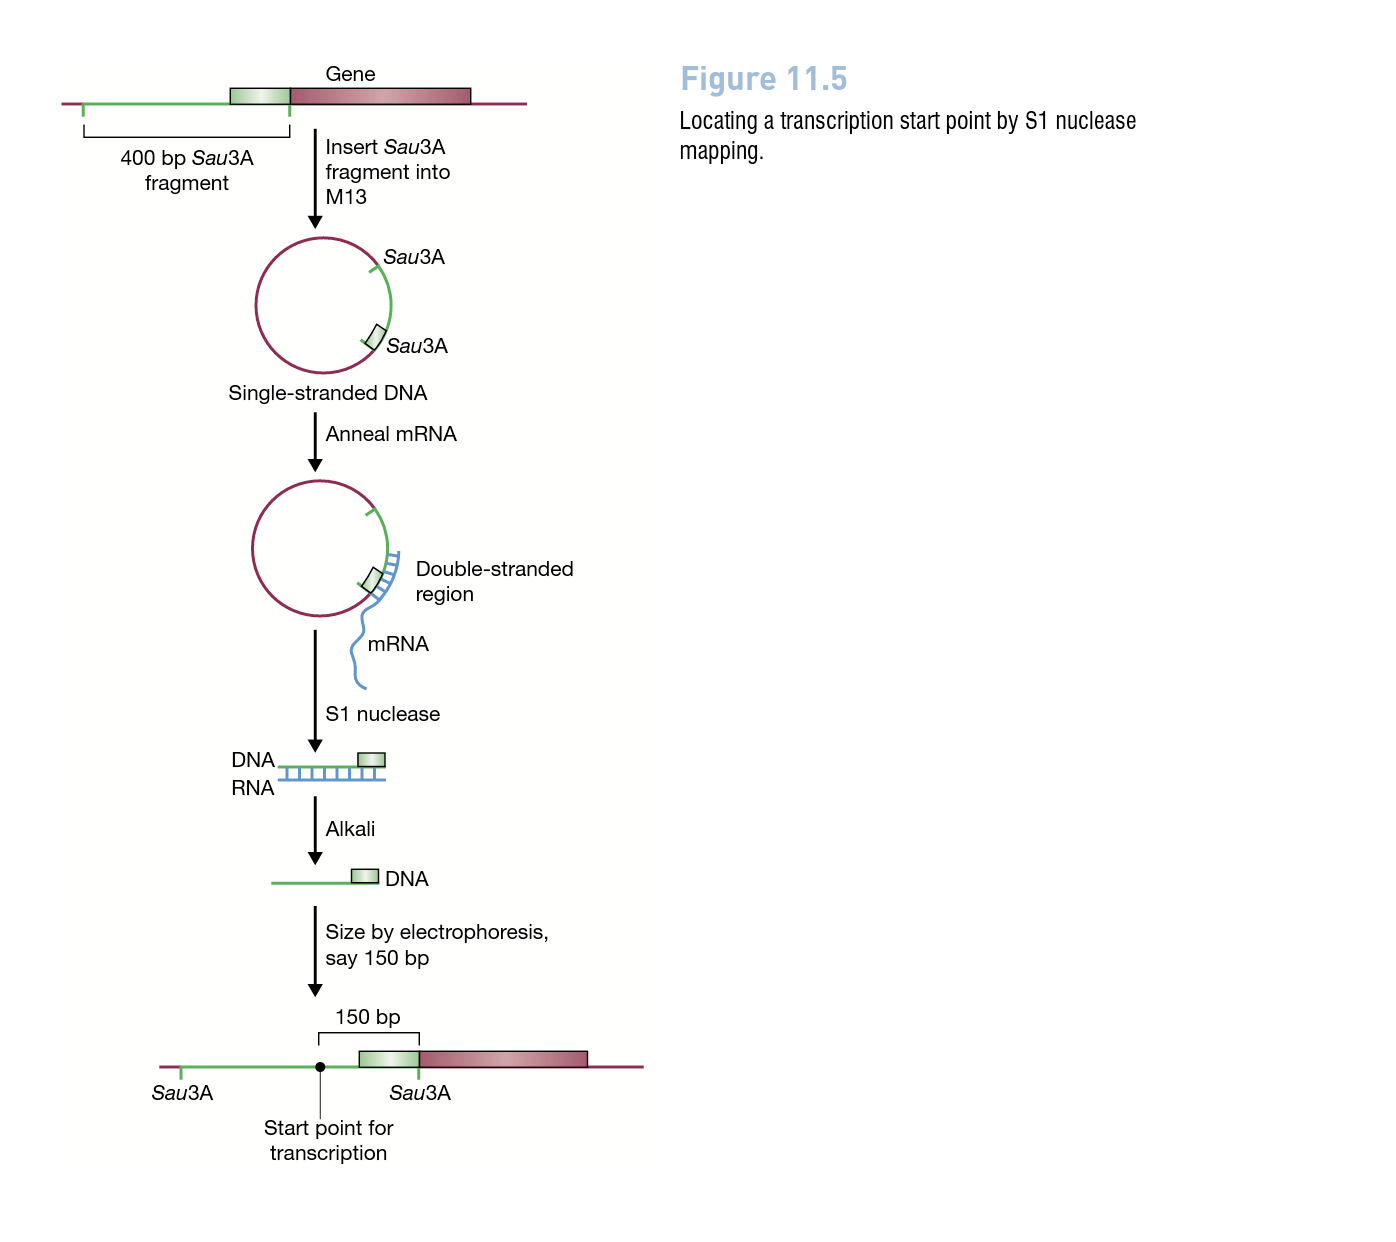 Gene
Figure 11.5
Locating a transcription start point by S1 nuclease
mapping.
400 bp Sau3A
fragment
Insert Sau3A
fragment into
M13
Sau3A
Sau3A
Single-stranded DNA
Anneal mRNA
Double-stranded
region
mRNA
S1 nuclease
DNA
RNA
Alkali
DNA
Size by electrophoresis,
say 150 bp
150 bp
Sau3A
Sau3A
Start point for
transcription